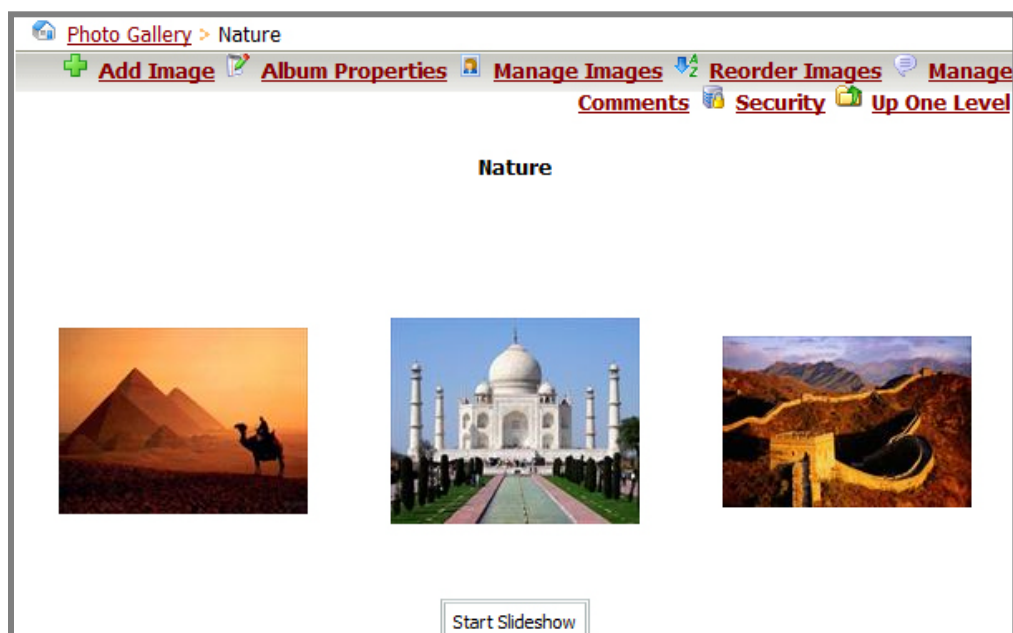 Photo Gallery > Nature
Add Image Album Properties Manage Images Reorder Images Manage
Comments Security Up One Level
Nature
Start Slideshow